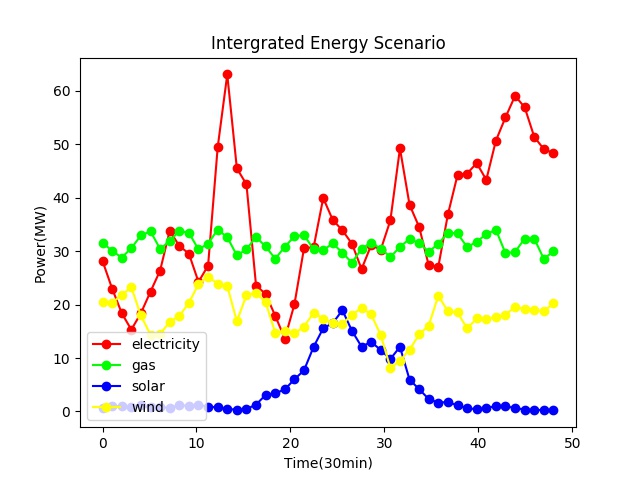 Intergrated Energy Scenario
Power(MW)
60
50
40
30
20
10
0
electricity
gas
solar
wind
0 10 20 30 40 50
Time(30min)